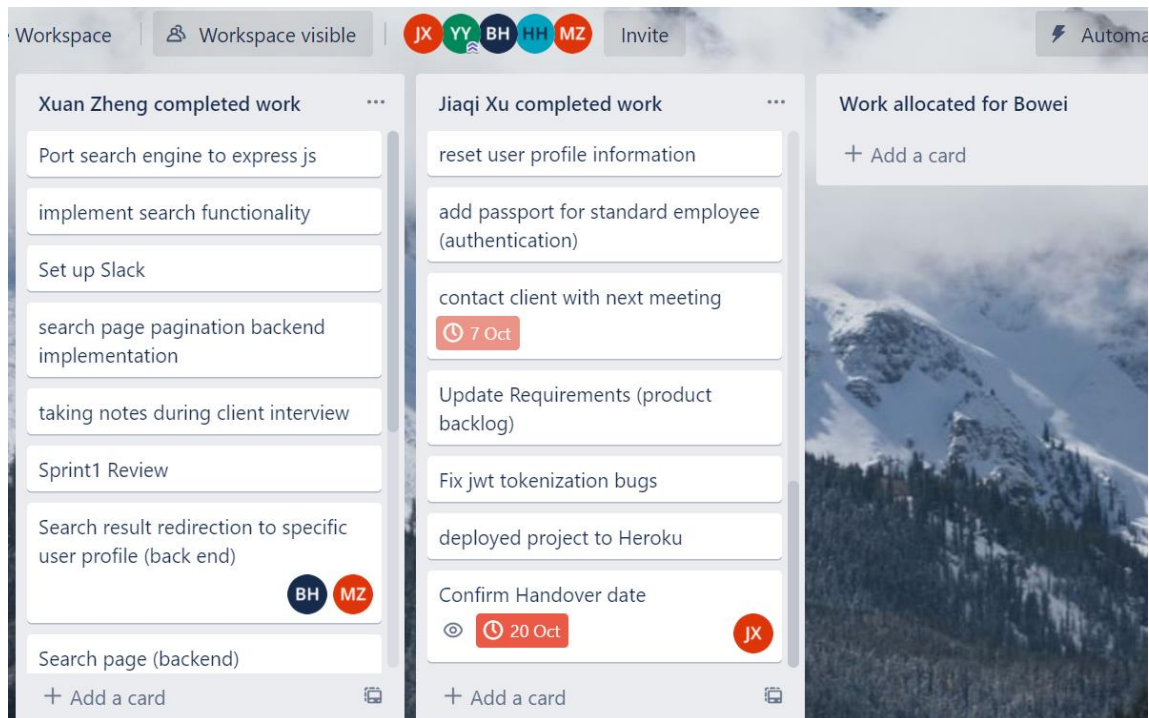 Workspace
Workspace visible
JX YY BH HH MZ
Invite
Automa
Xuan Zheng completed work
Port search engine to express js
implement search functionality
Set up Slack
search page pagination backend
implementation
taking notes during client interview
Sprint1 Review
Search result redirection to specific
user profile (back end)
BH MZ
Search page (backend)
+ Add a card
Jiaqi Xu completed work
reset user profile information
add passport for standard employee
(authentication)
contact client with next meeting
7 Oct
Update Requirements (product
backlog)
Fix jwt tokenization bugs
deployed project to Heroku
Confirm Handover date
20 Oct
JX
+ Add a card
Work allocated for Bowei
+ Add a card